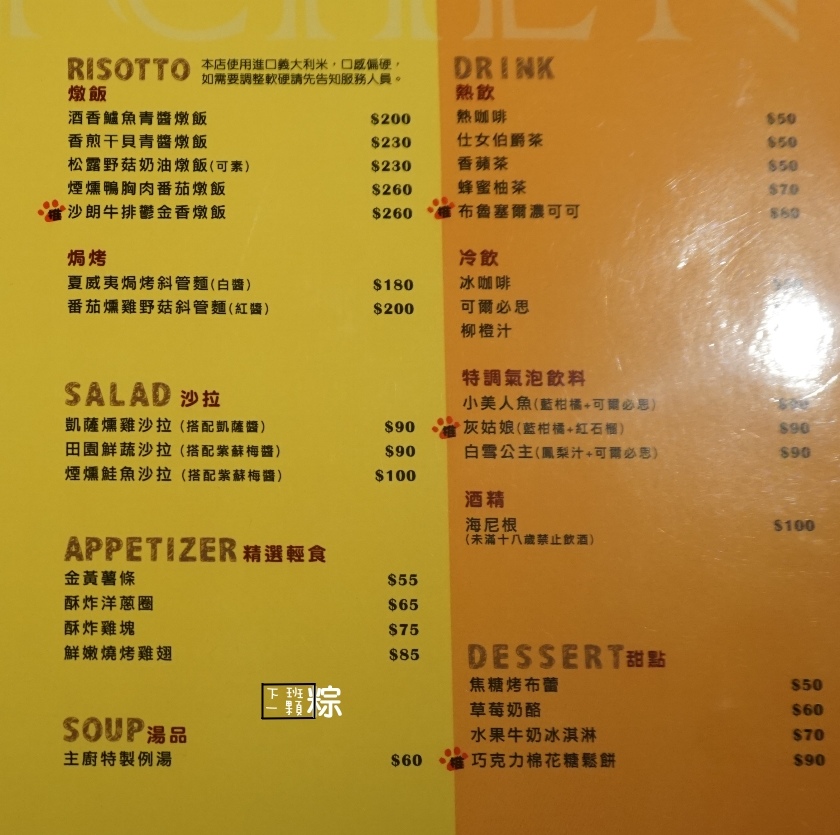 RISOTTO 本店使用進口義大利米，口感偏硬，
如需要調整軟硬請先告知服務人員。
燉飯
酒香鱸魚青醬燉飯 $200
香煎干貝青醬燉飯 $230
松露野菇奶油燉飯(可素) $230
煙燻鴨胸肉番茄燉飯 $260
沙朗牛排鬱金香燉飯 $260
焗烤
夏威夷焗烤斜管麵(白醬) $180
番茄燻雞野菇斜管麵(紅醬) $200
SALAD 沙拉
凱薩燻雞沙拉 (搭配凱薩醬) $90
田園鮮蔬沙拉 (搭配紫蘇梅醬) $90
煙燻鮭魚沙拉 (搭配紫蘇梅醬) $100
APPETIZER 精選輕食
金黃薯條 $55
酥炸洋蔥圈 $65
酥炸雞塊 $75
鮮嫩燒烤雞翅 $85
下班一顆粽
SOUP 湯品
主廚特製例湯 $60
DRINK
熱飲
熱咖啡 $50
仕女伯爵茶 $50
香蘋茶 $50
蜂蜜柚茶 $70
布魯塞爾濃可可 $80
冷飲
冰咖啡
可爾必思
柳橙汁
特調氣泡飲料
小美人魚(藍柑橘+可爾必思)
灰姑娘(藍柑橘+紅石榴) $90
白雪公主(鳳梨汁+可爾必思) $90
酒精
海尼根 $100
(未滿十八歲禁止飲酒)
DESSERT 甜點
焦糖烤布蕾 $50
草莓奶酪 $60
水果牛奶冰淇淋 $70
巧克力棉花糖鬆餅 $90